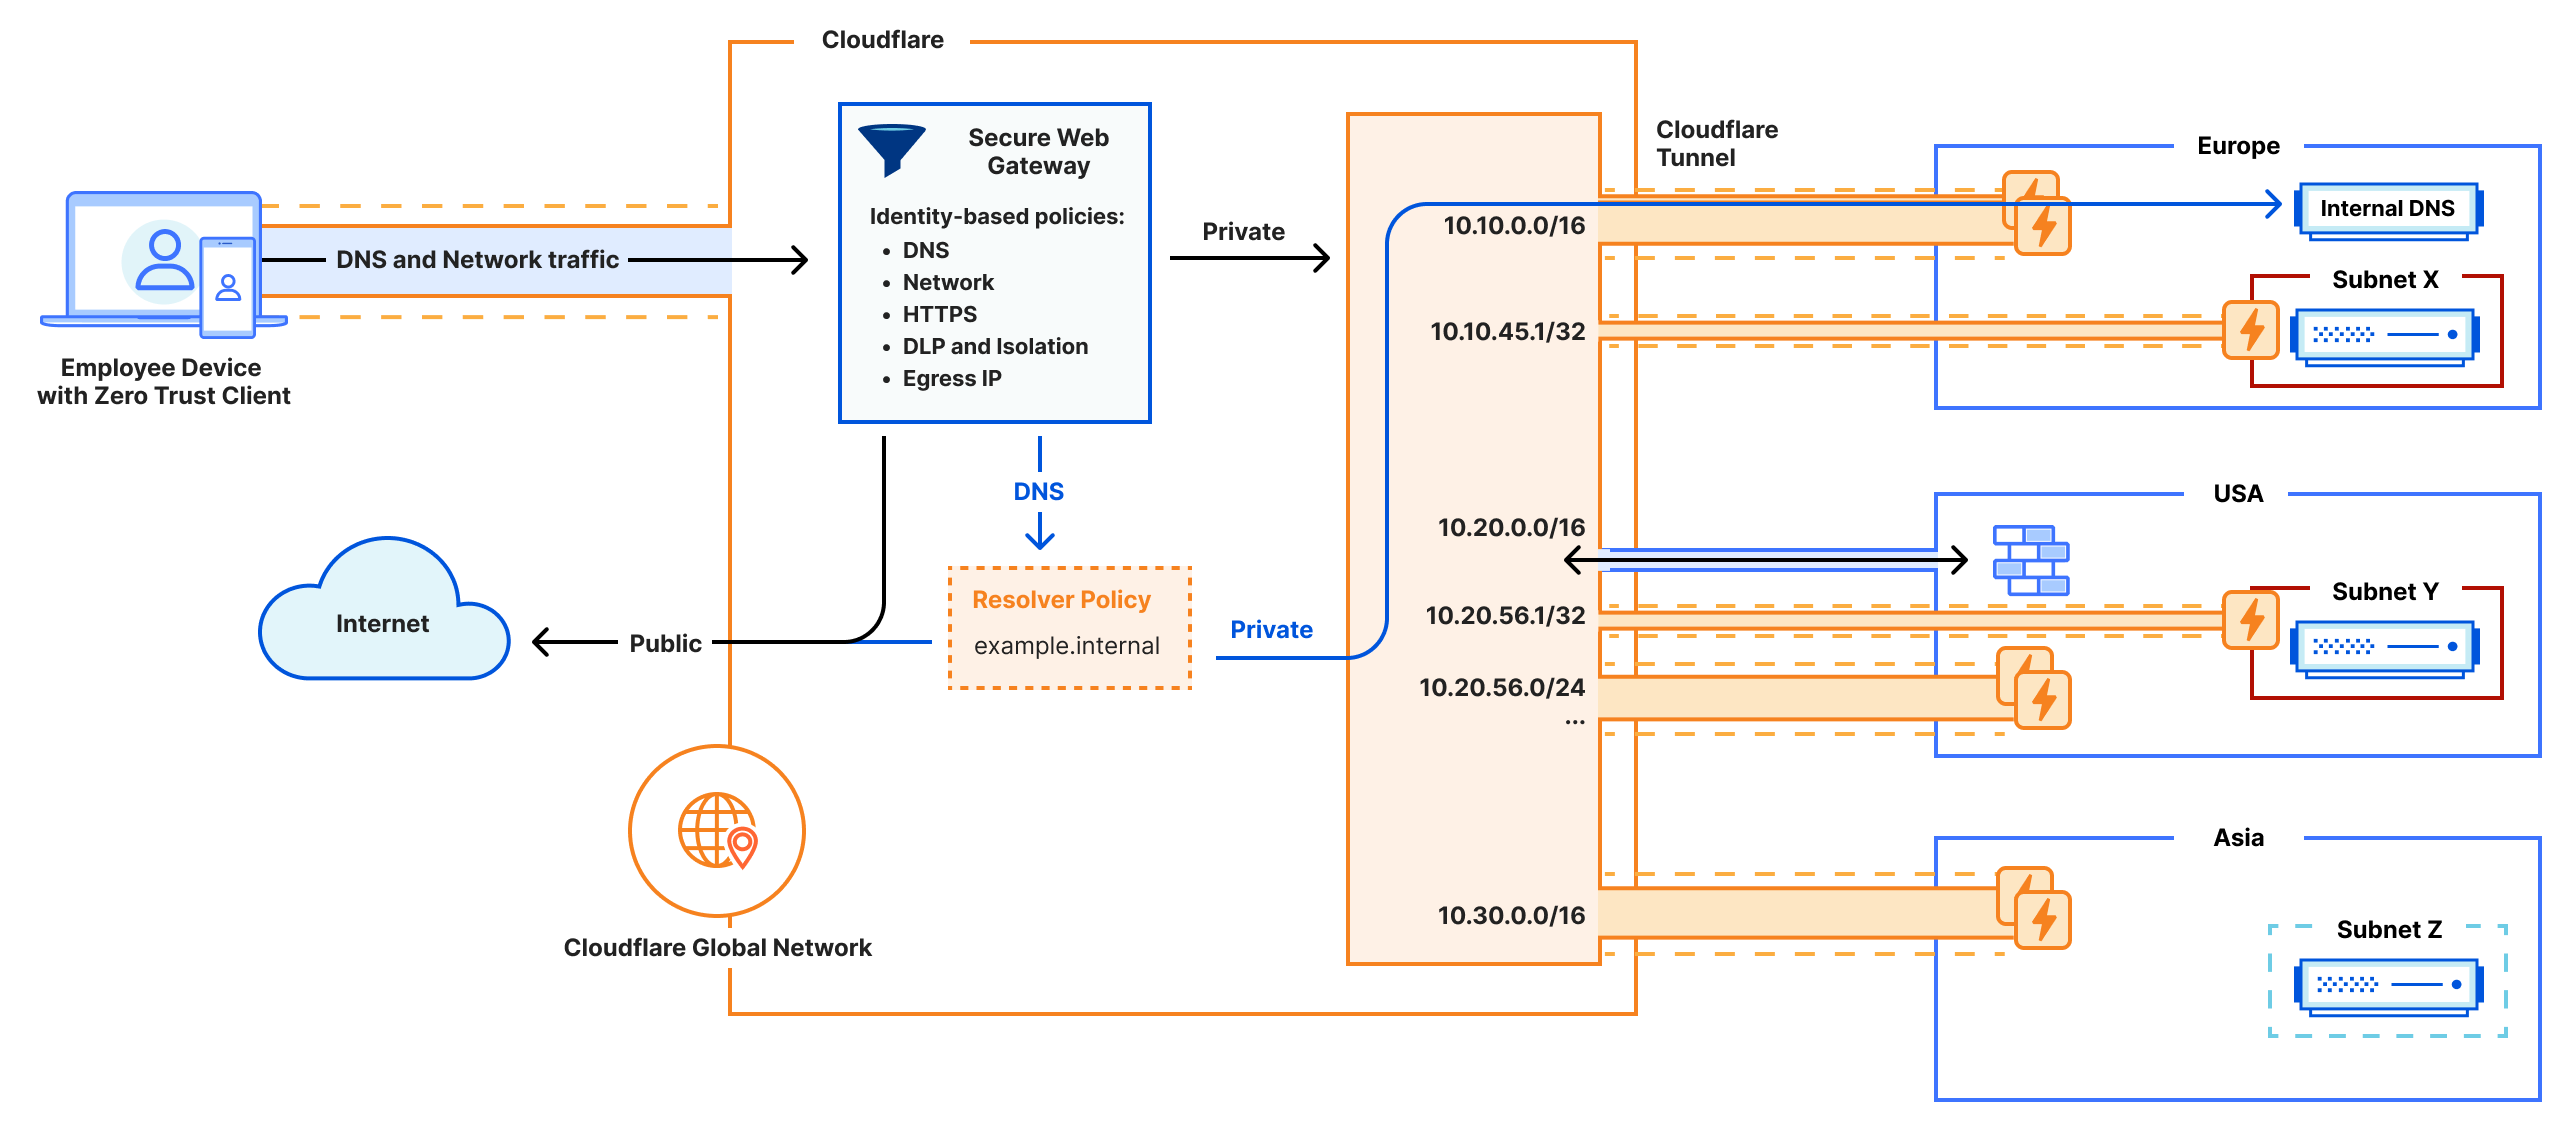 Cloudflare
Secure Web
Gateway
Identity-based policies:
• DNS
• Network
• HTTPS
• DLP and Isolation
• Egress IP
DNS and Network traffic
Employee Device
with Zero Trust Client
Private
DNS
Resolver Policy
example.internal
Internet
Public
Private
Cloudflare Global Network
10.10.0.0/16
10.10.45.1/32
10.20.0.0/16
10.20.56.1/32
10.20.56.0/24
...
10.30.0.0/16
Cloudflare
Tunnel
Europe
Internal DNS
Subnet X
USA
Subnet Y
Asia
Subnet Z